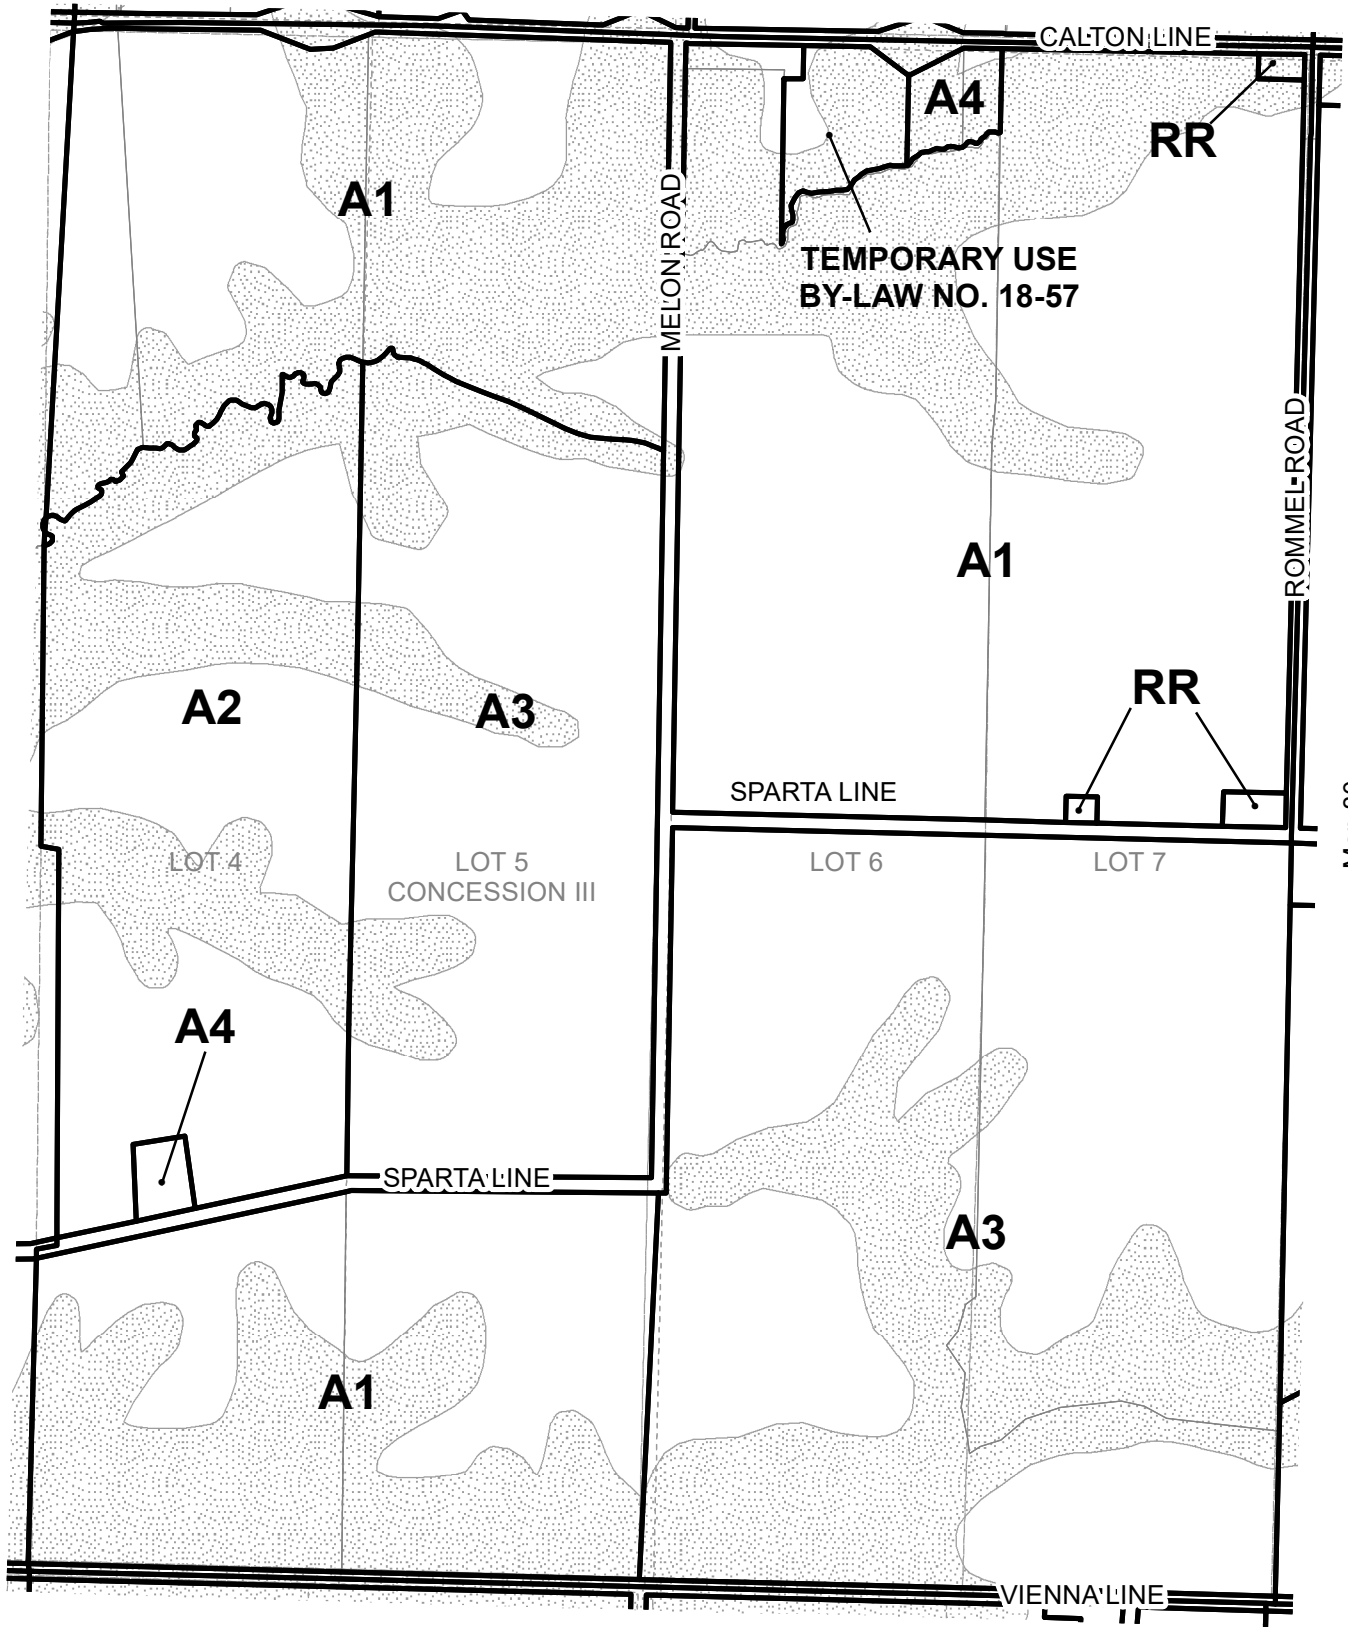 CALTON LINE
A4
RR
A1
MELON ROAD
TEMPORARY USE
BY-LAW NO. 18-57
ROMMEL ROAD
A1
RR
A2
A3
SPARTA LINE
LOT 4
LOT 5
CONCESSION III
LOT 6
LOT 7
A4
SPARTA LINE
A3
A1
VIENNA LINE